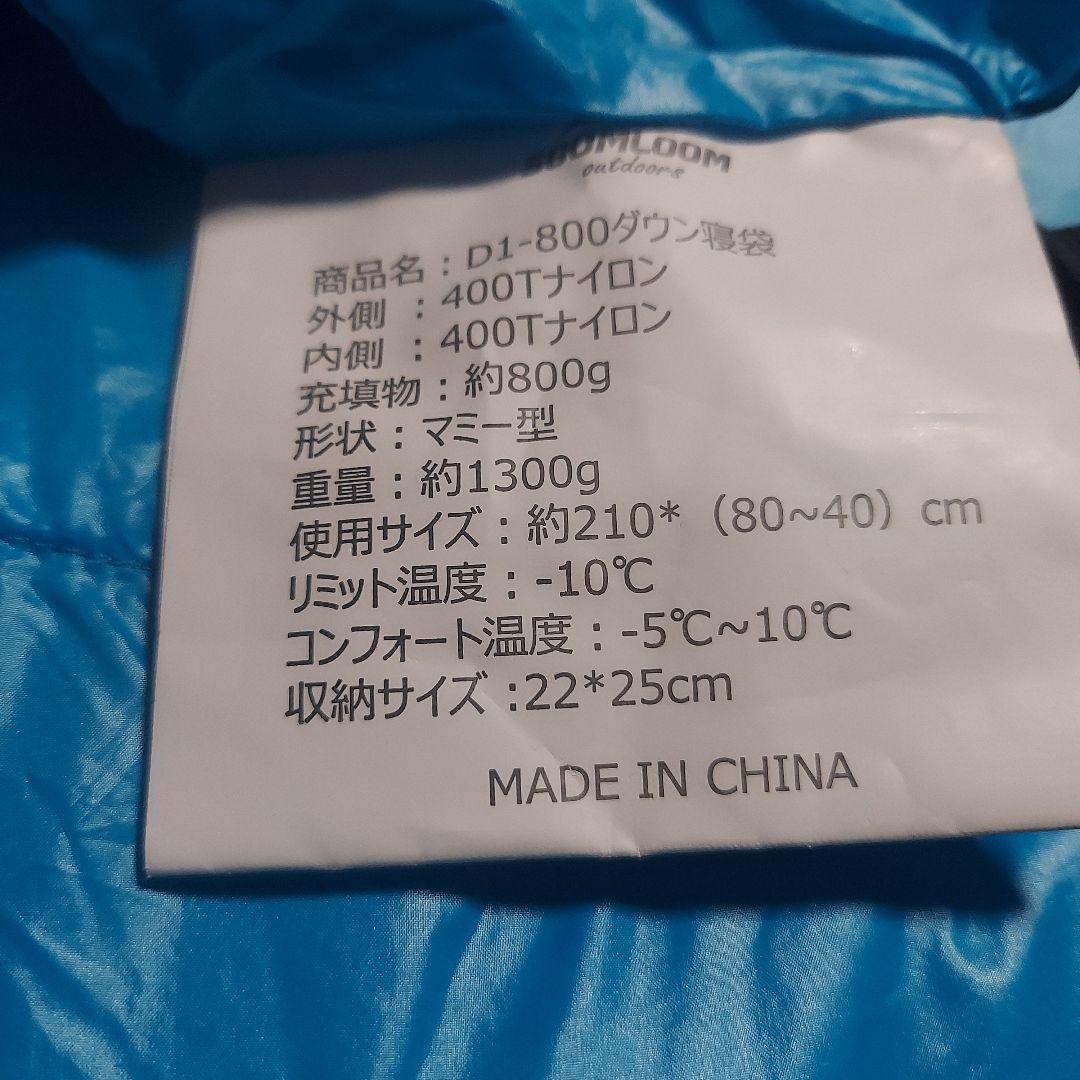 SOOMLOOM
outdoors
商品名：D1-800ダウン寝袋
外側 ：400Tナイロン
内側 ：400Tナイロン
充填物：約800g
形状：マミー型
重量：約1300g
使用サイズ：約210*（80~40）cm
リミット温度：-10℃
コンフォート温度：-5℃~10℃
収納サイズ:22*25cm
MADE IN CHINA